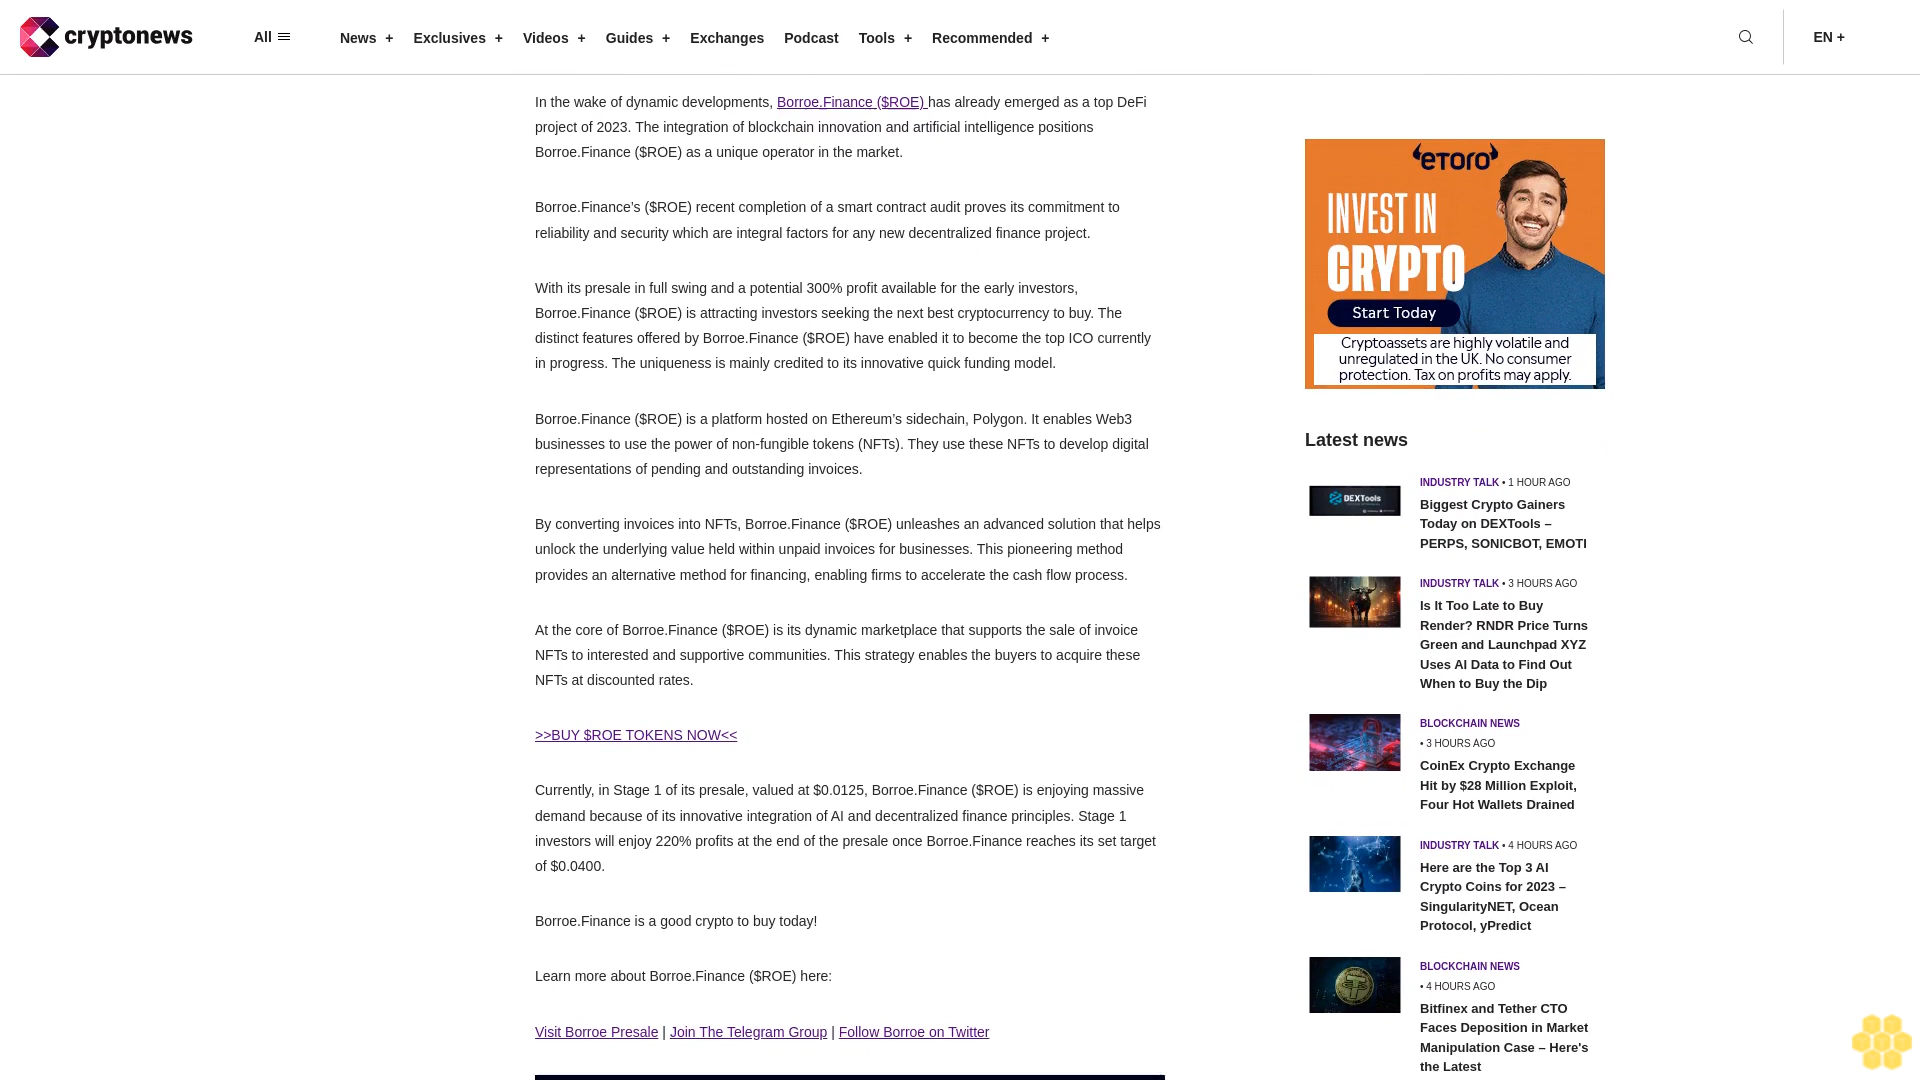 cryptonews
All
News +
Exclusives +
Videos +
Guides +
Exchanges
Podcast
Tools +
Recommended +
EN +
In the wake of dynamic developments, Borroe.Finance ($ROE) has already emerged as a top DeFi
project of 2023. The integration of blockchain innovation and artificial intelligence positions
Borroe.Finance ($ROE) as a unique operator in the market.
Borroe.Finance’s ($ROE) recent completion of a smart contract audit proves its commitment to
reliability and security which are integral factors for any new decentralized finance project.
With its presale in full swing and a potential 300% profit available for the early investors,
Borroe.Finance ($ROE) is attracting investors seeking the next best cryptocurrency to buy. The
distinct features offered by Borroe.Finance ($ROE) have enabled it to become the top ICO currently
in progress. The uniqueness is mainly credited to its innovative quick funding model.
Borroe.Finance ($ROE) is a platform hosted on Ethereum’s sidechain, Polygon. It enables Web3
businesses to use the power of non-fungible tokens (NFTs). They use these NFTs to develop digital
representations of pending and outstanding invoices.
By converting invoices into NFTs, Borroe.Finance ($ROE) unleashes an advanced solution that helps
unlock the underlying value held within unpaid invoices for businesses. This pioneering method
provides an alternative method for financing, enabling firms to accelerate the cash flow process.
At the core of Borroe.Finance ($ROE) is its dynamic marketplace that supports the sale of invoice
NFTs to interested and supportive communities. This strategy enables the buyers to acquire these
NFTs at discounted rates.
>>BUY $ROE TOKENS NOW<<
Currently, in Stage 1 of its presale, valued at $0.0125, Borroe.Finance ($ROE) is enjoying massive
demand because of its innovative integration of AI and decentralized finance principles. Stage 1
investors will enjoy 220% profits at the end of the presale once Borroe.Finance reaches its set target
of $0.0400.
Borroe.Finance is a good crypto to buy today!
Learn more about Borroe.Finance ($ROE) here:
Visit Borroe Presale | Join The Telegram Group | Follow Borroe on Twitter
eToro
INVEST IN
CRYPTO
Start Today
Cryptoassets are highly volatile and
unregulated in the UK. No consumer
protection. Tax on profits may apply.
Latest news
DEXTools
INDUSTRY TALK • 1 HOUR AGO
Biggest Crypto Gainers
Today on DEXTools –
PERPS, SONICBOT, EMOTI
INDUSTRY TALK • 3 HOURS AGO
Is It Too Late to Buy
Render? RNDR Price Turns
Green and Launchpad XYZ
Uses AI Data to Find Out
When to Buy the Dip
BLOCKCHAIN NEWS
• 3 HOURS AGO
CoinEx Crypto Exchange
Hit by $28 Million Exploit,
Four Hot Wallets Drained
INDUSTRY TALK • 4 HOURS AGO
Here are the Top 3 AI
Crypto Coins for 2023 –
SingularityNET, Ocean
Protocol, yPredict
BLOCKCHAIN NEWS
• 4 HOURS AGO
Bitfinex and Tether CTO
Faces Deposition in Market
Manipulation Case – Here's
the Latest